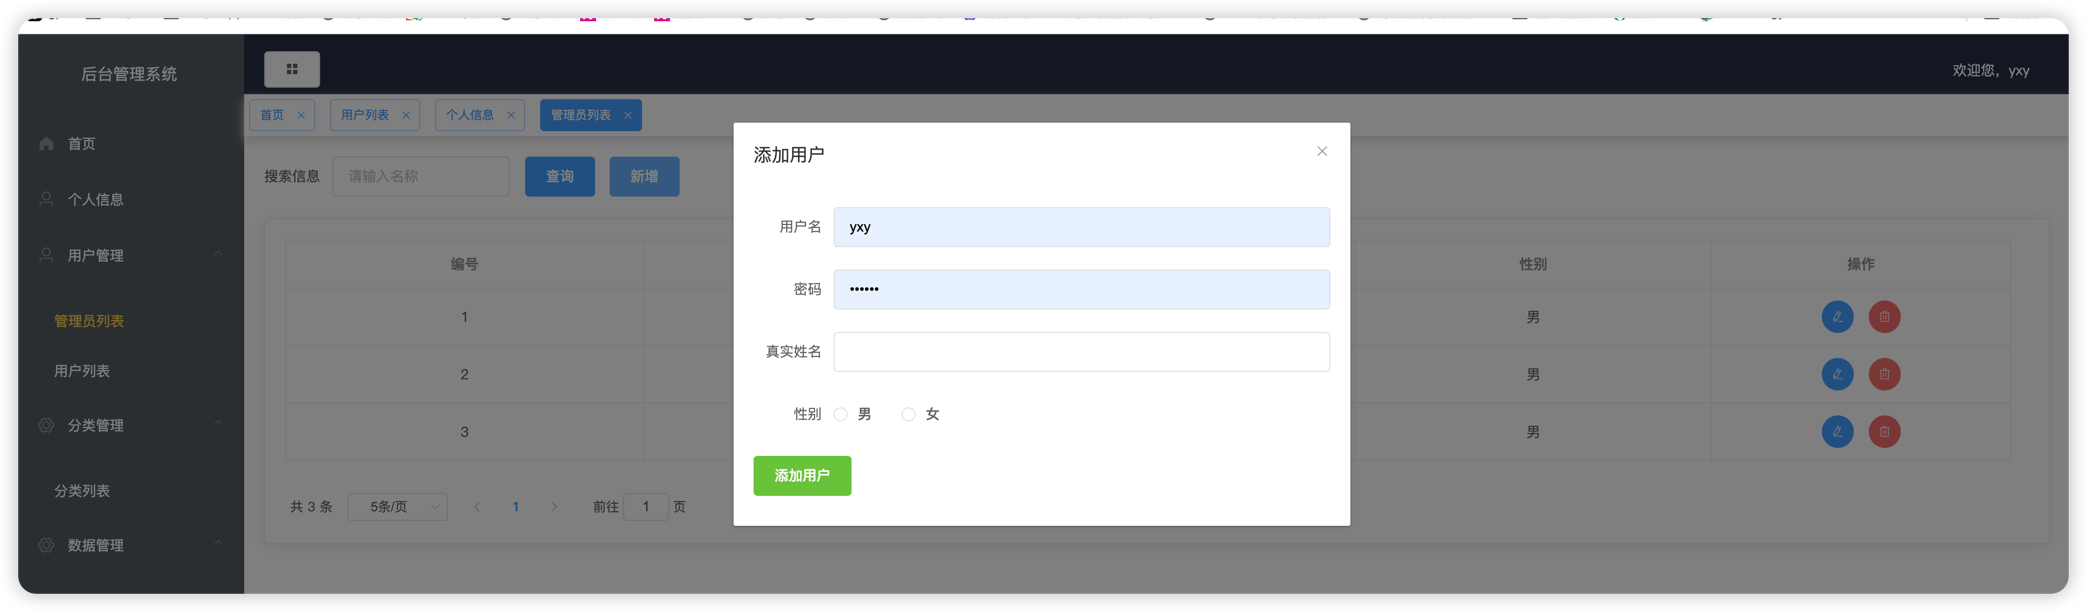 后台管理系统
欢迎您，yxy
首页
个人信息
用户管理
管理员列表
用户列表
分类管理
分类列表
数据管理
首页 × 用户列表 × 个人信息 × 管理员列表 ×
搜索信息 请输入名称 查询 新增
编号 性别 操作
1 男
2 男
3 男
共 3 条 5条/页 < 1 > 前往 1 页
添加用户 ×
用户名 yxy
密码 ••••••
真实姓名
性别 男 女
添加用户